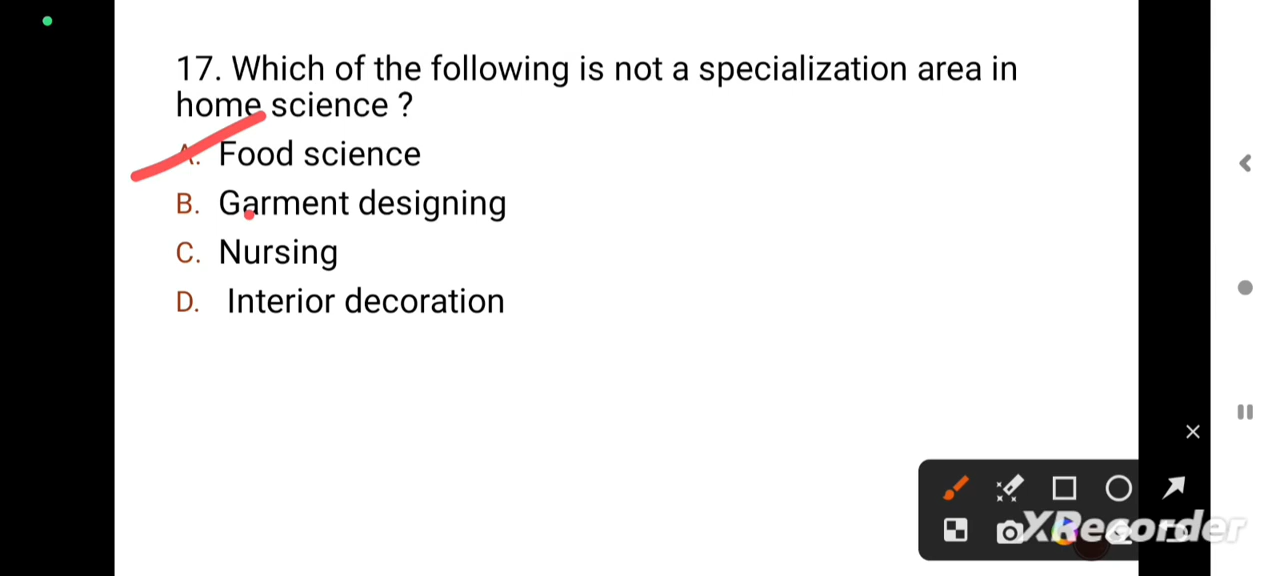 17. Which of the following is not a specialization area in
home science ?
A. Food science
B. Garment designing
C. Nursing
D. Interior decoration
XRecorder